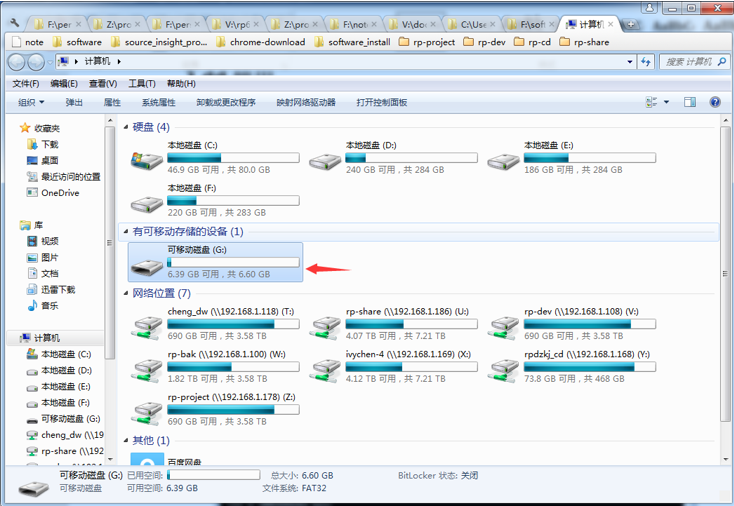 F:\per
Z:\pro
F:\per
V:\rp6
Z:\pro
F:\not
V:\doc
C:\Use
F:\soft
计算机
note
software
source_insight_pro...
chrome-download
software_install
rp-project
rp-dev
rp-cd
rp-share
计算机
搜索 计算机
文件(F) 编辑(E) 查看(V) 工具(T) 帮助(H)
组织 弹出 属性 系统属性 卸载或更改程序 映射网络驱动器 打开控制面板
收藏夹
下载
桌面
最近访问的位置
OneDrive
库
视频
图片
文档
迅雷下载
音乐
计算机
本地磁盘 (C:)
本地磁盘 (D:)
本地磁盘 (E:)
本地磁盘 (F:)
可移动磁盘 (G:)
cheng_dw (\\19
rp-share (\\192
硬盘 (4)
本地磁盘 (C:)
46.9 GB 可用，共 80.0 GB
本地磁盘 (D:)
240 GB 可用，共 284 GB
本地磁盘 (E:)
186 GB 可用，共 284 GB
本地磁盘 (F:)
220 GB 可用，共 283 GB
有可移动存储的设备 (1)
可移动磁盘 (G:)
6.39 GB 可用，共 6.60 GB
网络位置 (7)
cheng_dw (\\192.168.1.118) (T:)
690 GB 可用，共 3.58 TB
rp-share (\\192.168.1.186) (U:)
4.07 TB 可用，共 7.21 TB
rp-dev (\\192.168.1.108) (V:)
690 GB 可用，共 3.58 TB
rp-bak (\\192.168.1.100) (W:)
1.82 TB 可用，共 3.58 TB
ivychen-4 (\\192.168.1.169) (X:)
4.12 TB 可用，共 7.21 TB
rpdzkj_cd (\\192.168.1.168) (Y:)
73.8 GB 可用，共 468 GB
rp-project (\\192.168.1.178) (Z:)
690 GB 可用，共 3.58 TB
其他 (1)
百度网盘
可移动磁盘 (G:) 已用空间: 总大小: 6.60 GB BitLocker 状态: 关闭
可移动磁盘 可用空间: 6.39 GB 文件系统: FAT32